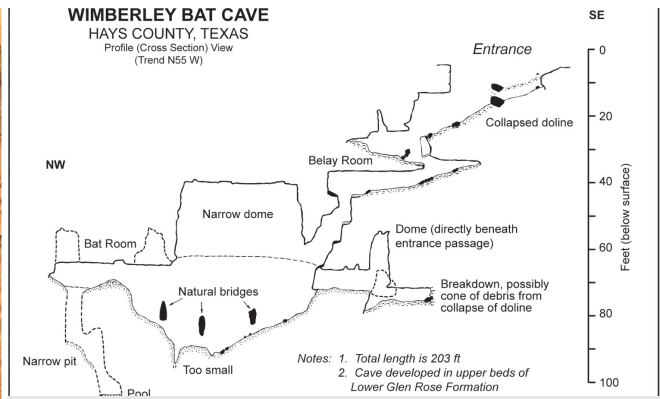 WIMBERLEY BAT CAVE
HAYS COUNTY, TEXAS
Profile (Cross Section) View
(Trend N55 W)
SE
Entrance
0
Collapsed doline
20
Belay Room
NW
40
Narrow dome
Feet (below surface)
Dome (directly beneath
entrance passage)
Bat Room
60
Natural bridges
Breakdown, possibly
cone of debris from
collapse of doline
80
Narrow pit
Too small
Notes: 1. Total length is 203 ft
2. Cave developed in upper beds of
Lower Glen Rose Formation
100
Pool